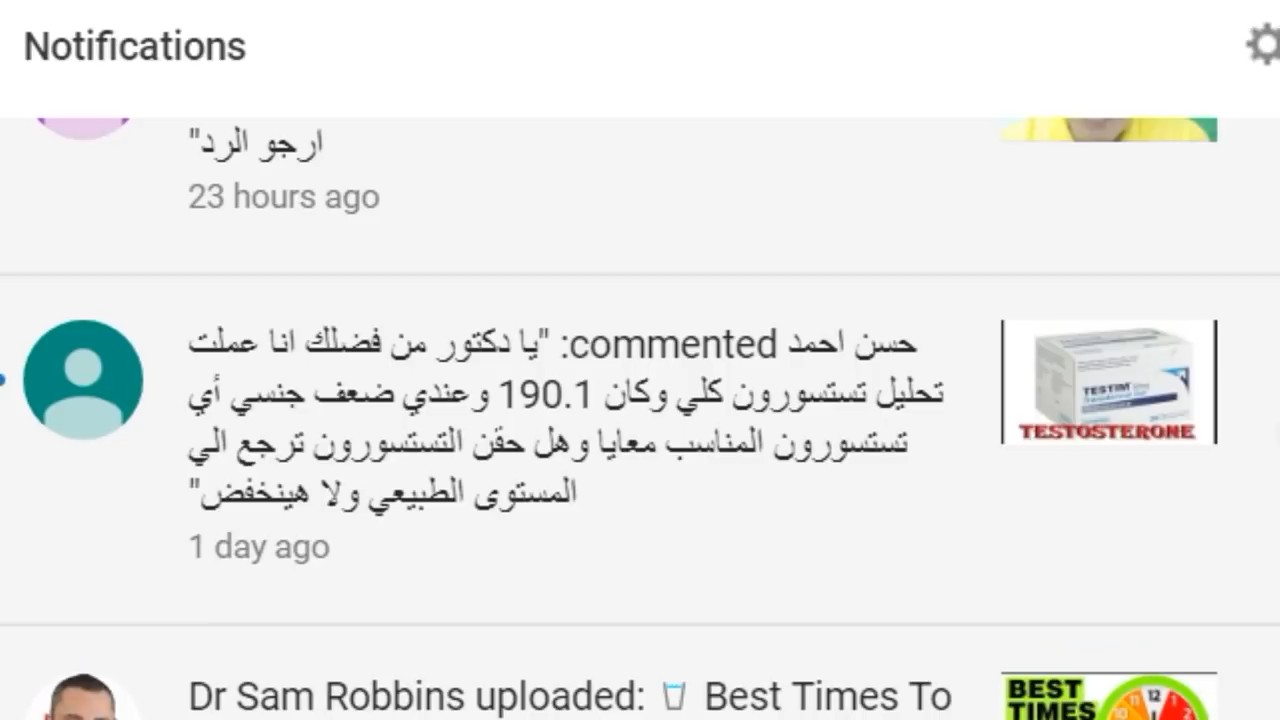 Notifications
ارجو الرد"
23 hours ago
حسن احمد commented: "يا دكتور من فضلك انا عملت
تحليل تستسورون كلي وكان 190.1 وعندي ضعف جنسي أي
تستسورون المناسب معايا وهل حقن التستسورون ترجع الي
المستوى الطبيعي ولا هينخفض"
1 day ago
TESTIM
TESTOSTERONE
Dr Sam Robbins uploaded: 🥛 Best Times To
BEST
TIMES
12